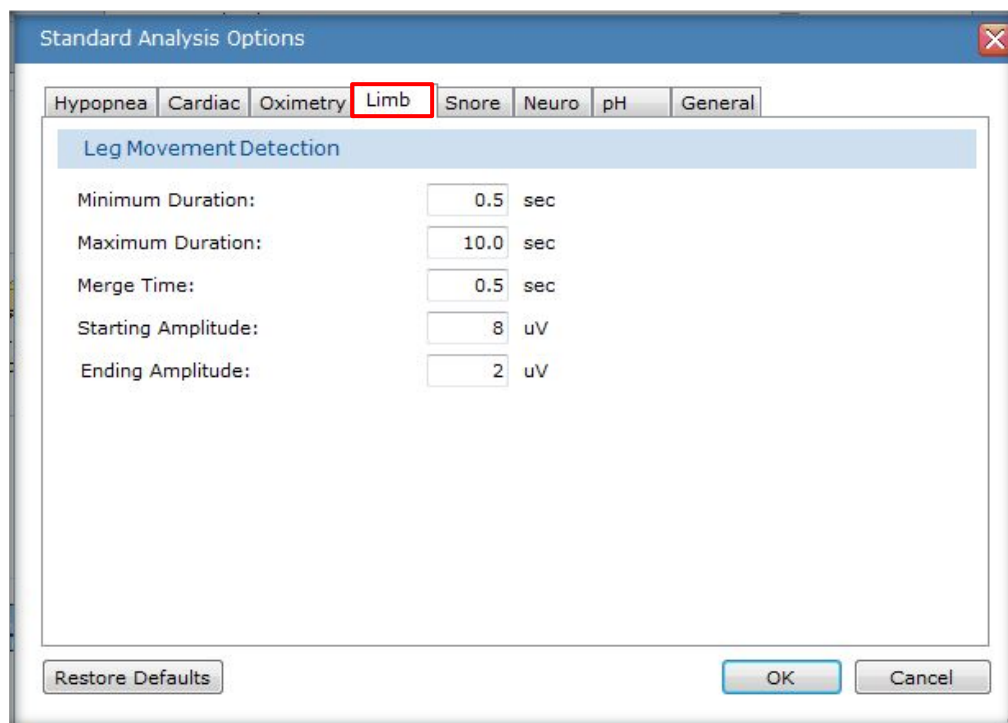 Standard Analysis Options
Hypopnea Cardiac Oximetry Limb Snore Neuro pH General
Leg Movement Detection
Minimum Duration: 0.5 sec
Maximum Duration: 10.0 sec
Merge Time: 0.5 sec
Starting Amplitude: 8 uV
Ending Amplitude: 2 uV
Restore Defaults OK Cancel